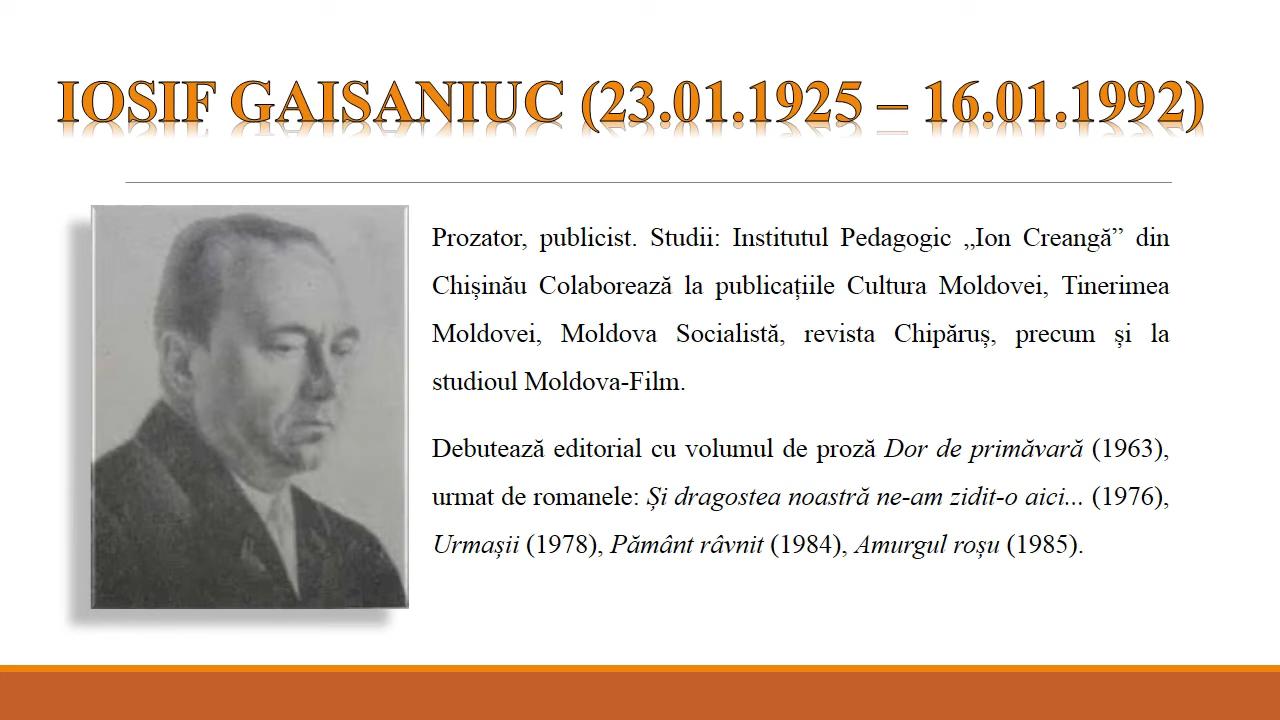 IOSIF GAISANIUC (23.01.1925 – 16.01.1992)
Prozator, publicist. Studii: Institutul Pedagogic „Ion Creangă” din
Chișinău Colaborează la publicațiile Cultura Moldovei, Tinerimea
Moldovei, Moldova Socialistă, revista Chipăruș, precum și la
studioul Moldova-Film.
Debutează editorial cu volumul de proză Dor de primăvară (1963),
urmat de romanele: Și dragostea noastră ne-am zidit-o aici... (1976),
Urmașii (1978), Pământ râvnit (1984), Amurgul roșu (1985).